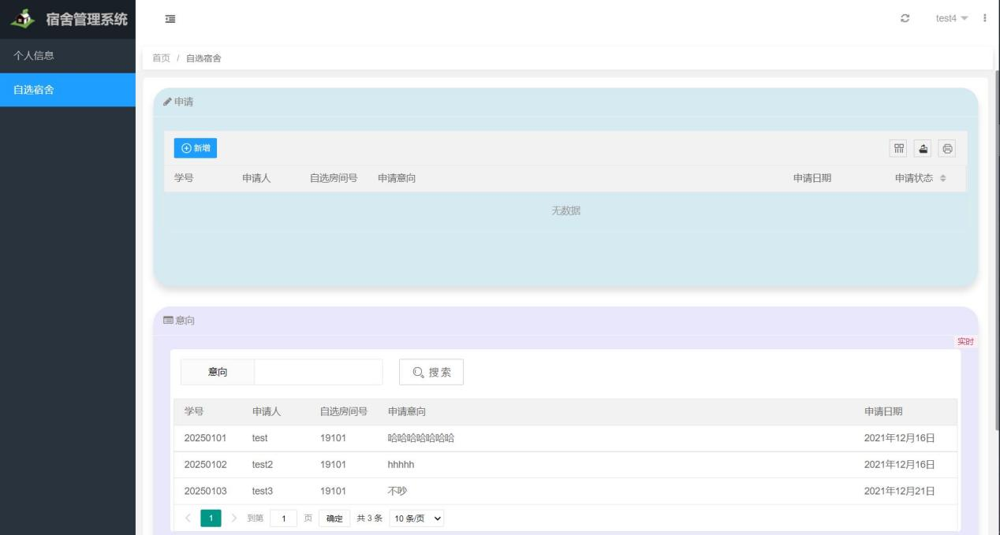 宿舍管理系统
test4
个人信息
首页 / 自选宿舍
自选宿舍
申请
新增
学号 申请人 自选房间号 申请意向 申请日期 申请状态
无数据
意向
实时
意向 搜索
学号 申请人 自选房间号 申请意向 申请日期
20250101 test 19101 哈哈哈哈哈哈哈 2021年12月16日
20250102 test2 19101 hhhhh 2021年12月16日
20250103 test3 19101 不吵 2021年12月21日
1 到第 1 页 确定 共 3 条 10 条/页